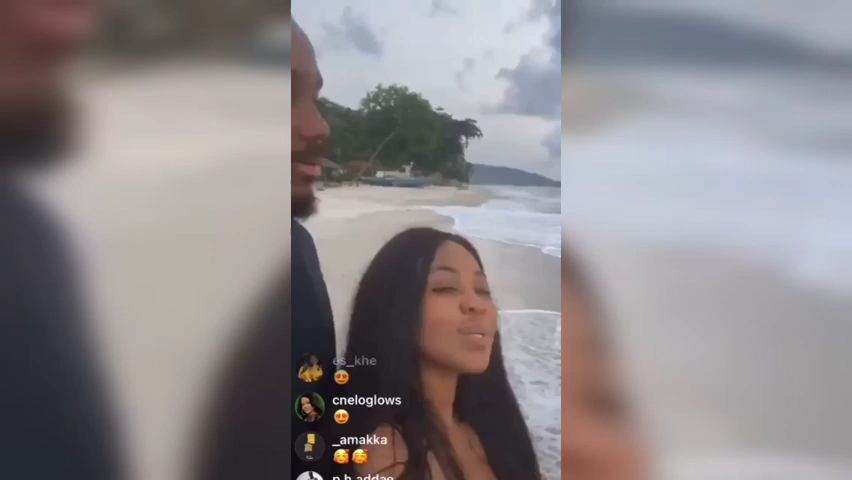 es_khe
😍
cneloglows
😍
_amakka
🥰🥰